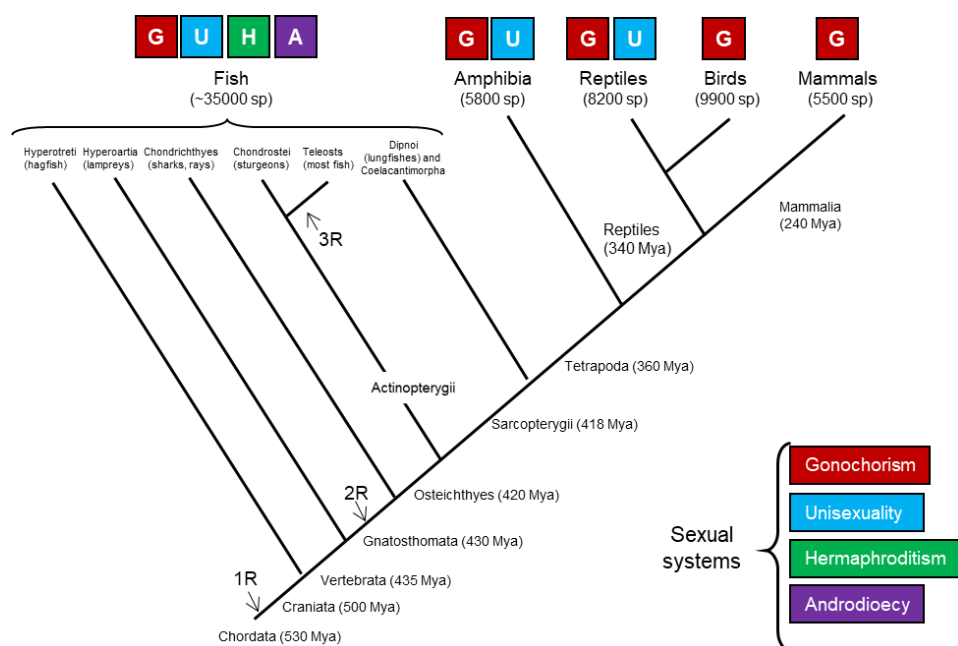 G U H A
G U
G U
G
G
Fish
(~35000 sp)
Amphibia
(5800 sp)
Reptiles
(8200 sp)
Birds
(9900 sp)
Mammals
(5500 sp)
Hyperotreti
(hagfish)
Hyperoartia
(lampreys)
Chondrichthyes
(sharks, rays)
Chondrostei
(sturgeons)
Teleosts
(most fish)
Dipnoi
(lungfishes) and
Coelacantimorpha
3R
Reptiles
(340 Mya)
Mammalia
(240 Mya)
Actinopterygii
Tetrapoda (360 Mya)
Sarcopterygii (418 Mya)
2R
Osteichthyes (420 Mya)
Gnatosthomata (430 Mya)
1R
Vertebrata (435 Mya)
Craniata (500 Mya)
Chordata (530 Mya)
Sexual
systems
Gonochorism
Unisexuality
Hermaphroditism
Androdioecy